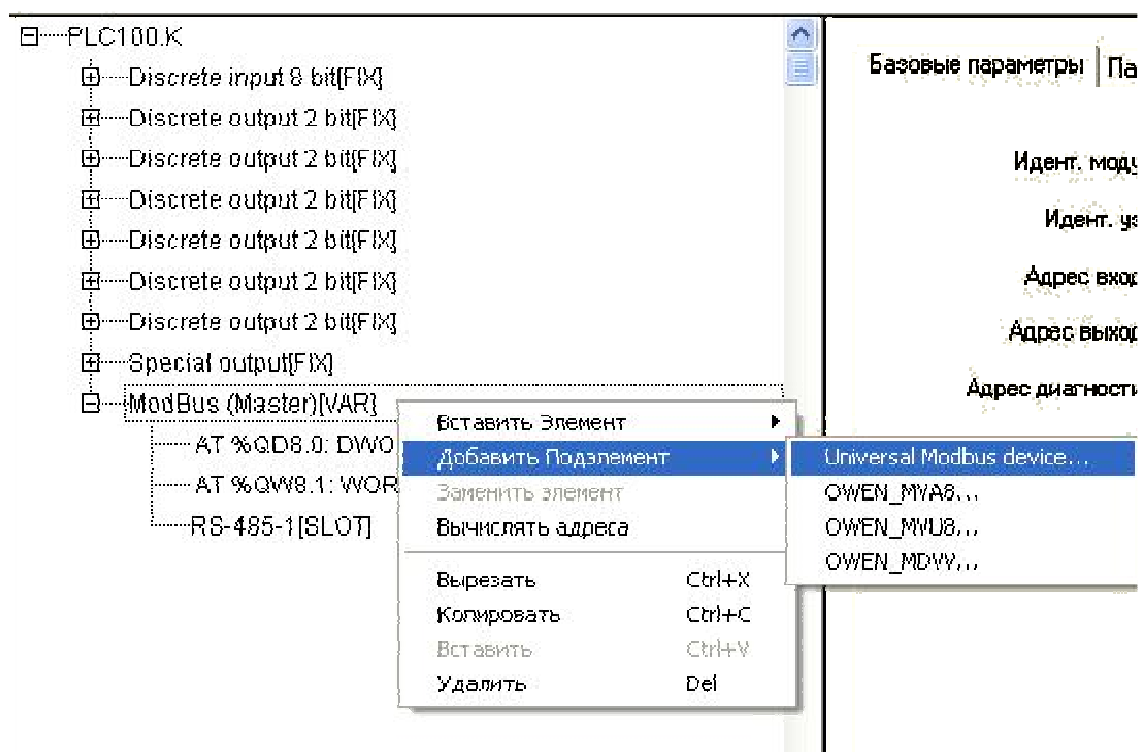 PLC100.K
Discrete input 8 bit[FIX]
Discrete output 2 bit[FIX]
Discrete output 2 bit[FIX]
Discrete output 2 bit[FIX]
Discrete output 2 bit[FIX]
Discrete output 2 bit[FIX]
Discrete output 2 bit[FIX]
Special output[FIX]
ModBus (Master)[VAR]
AT %QD8.0: DWO
AT %QW8.1: WOR
RS-485-1[SLOT]
Вставить Элемент
Добавить Подэлемент
Заменить элемент
Вычислять адреса
Вырезать Ctrl+X
Копировать Ctrl+C
Вставить Ctrl+V
Удалить Del
Universal Modbus device...
OWEN_MVA8...
OWEN_MVU8...
OWEN_MDVV...
Базовые параметры Па
Идент. моду
Идент. уз
Адрес вход
Адрес выход
Адрес диагности